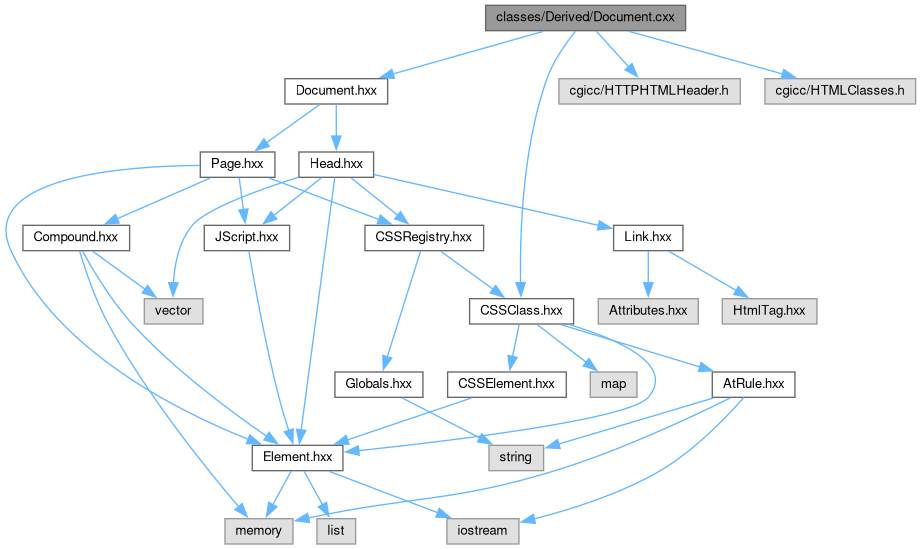 classes/Derived/Document.cxx
Document.hxx
cgicc/HTTPHTMLHeader.h
cgicc/HTMLClasses.h
Page.hxx
Head.hxx
Compound.hxx
JScript.hxx
CSSRegistry.hxx
Link.hxx
vector
CSSClass.hxx
Attributes.hxx
HtmlTag.hxx
Globals.hxx
CSSElement.hxx
map
AtRule.hxx
Element.hxx
string
memory
list
iostream